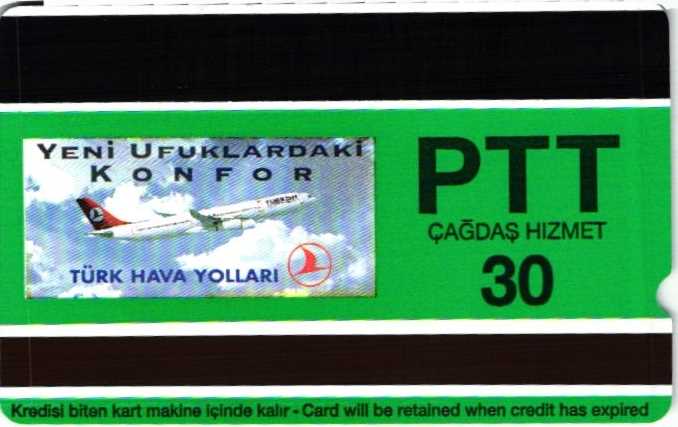 YENİ UFUKLARDAKİ
KONFOR
TURKISH
TÜRK HAVA YOLLARI
PTT
ÇAĞDAŞ HIZMET
30
Kredisi biten kart makine içinde kalır - Card will be retained when credit has expired